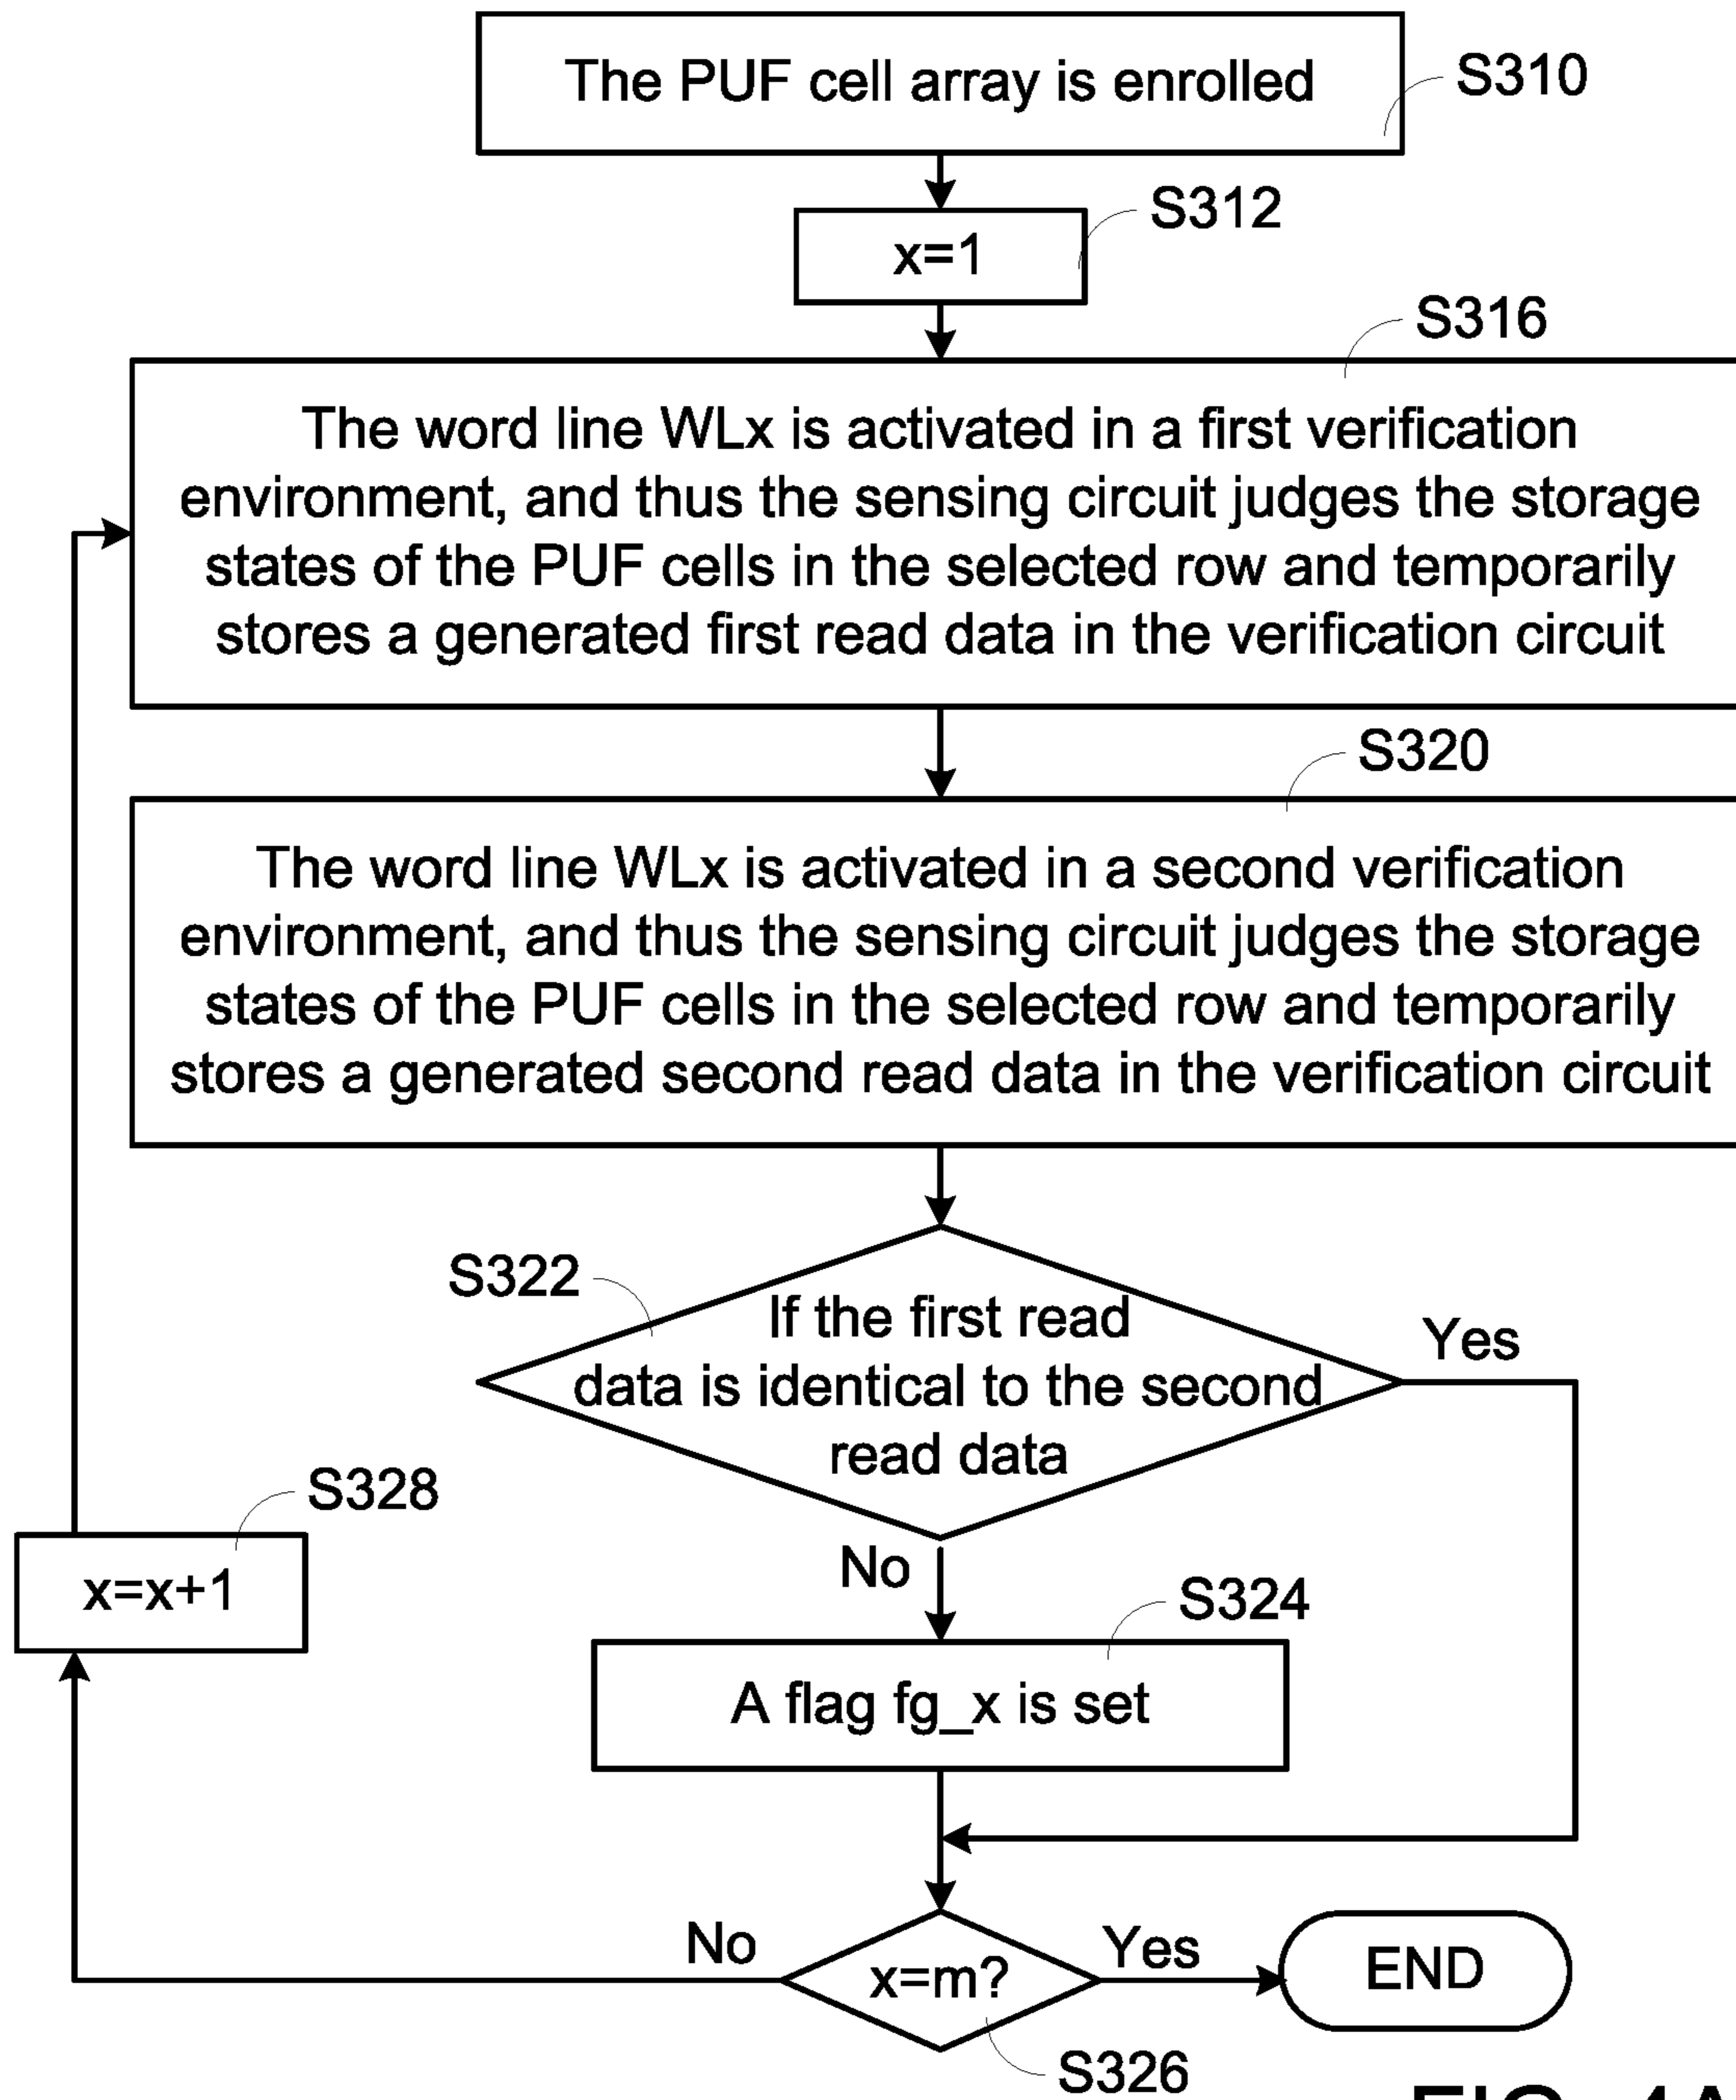 The PUF cell array is enrolled
S310
x=1
S312
S316
The word line WLx is activated in a first verification
environment, and thus the sensing circuit judges the storage
states of the PUF cells in the selected row and temporarily
stores a generated first read data in the verification circuit
S320
The word line WLx is activated in a second verification
environment, and thus the sensing circuit judges the storage
states of the PUF cells in the selected row and temporarily
stores a generated second read data in the verification circuit
S322
If the first read
data is identical to the second
read data
Yes
No
S328
x=x+1
S324
A flag fg_x is set
No
x=m?
Yes
END
S326